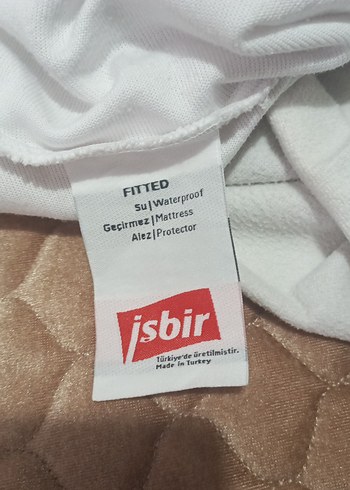 FITTED
Su|Waterproof
Geçirmez|Mattress
Alez|Protector
işbir
Türkiye'de üretilmiştir.
Made in Turkey